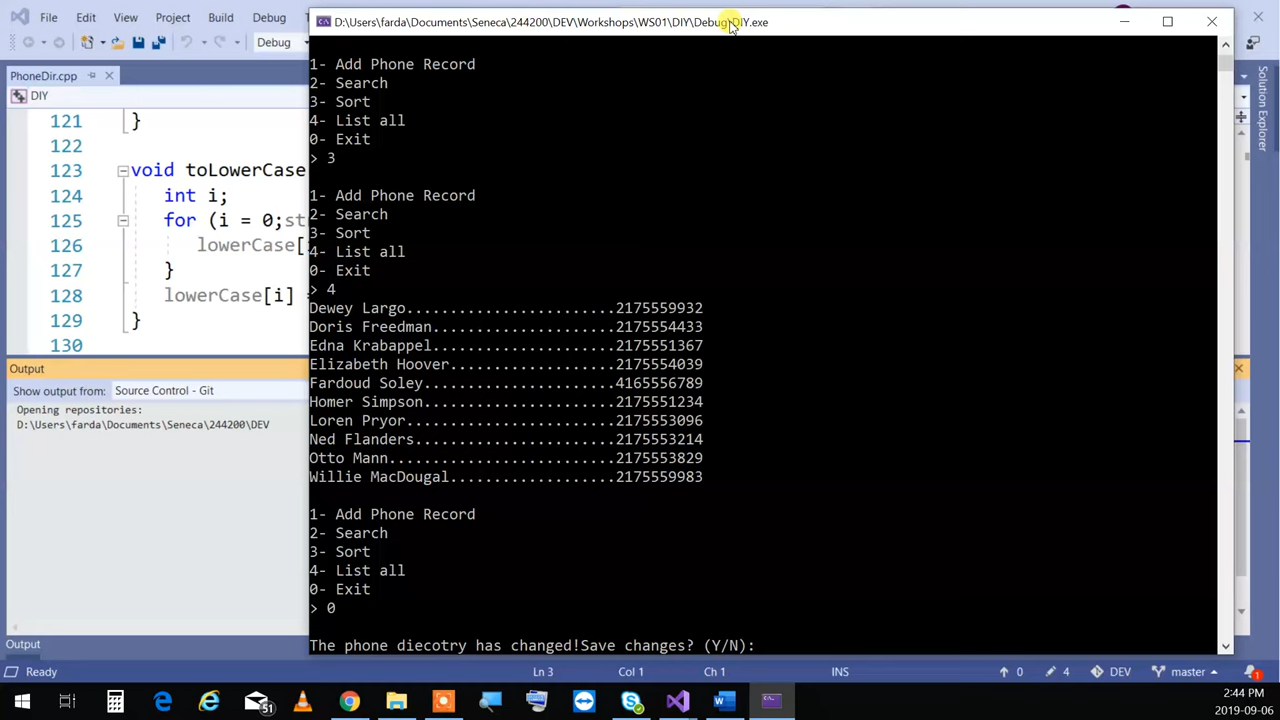 File Edit View Project Build Debug
D:\Users\farda\Documents\Seneca\244200\DEV\Workshops\WS01\DIY\Debug\DIY.exe
Debug
PhoneDir.cpp
DIY
Solution Explorer
121 }
122
123 void toLowerCase
124 int i;
125 for (i = 0;st
126 lowerCase[
127 }
128 lowerCase[i] =
129 }
130
Output
Show output from: Source Control - Git
Opening repositories:
D:\Users\farda\Documents\Seneca\244200\DEV
Output
1- Add Phone Record
2- Search
3- Sort
4- List all
0- Exit
> 3
1- Add Phone Record
2- Search
3- Sort
4- List all
0- Exit
> 4
Dewey Largo........................2175559932
Doris Freedman.....................2175554433
Edna Krabappel.....................2175551367
Elizabeth Hoover...................2175554039
Fardoud Soley......................4165556789
Homer Simpson......................2175551234
Loren Pryor........................2175553096
Ned Flanders.......................2175553214
Otto Mann..........................2175553829
Willie MacDougal...................2175559983
1- Add Phone Record
2- Search
3- Sort
4- List all
0- Exit
> 0
The phone diecotry has changed!Save changes? (Y/N):
Ready Ln 3 Col 1 Ch 1 INS 0 4 DEV master 1
51
2:44 PM
2019-09-06